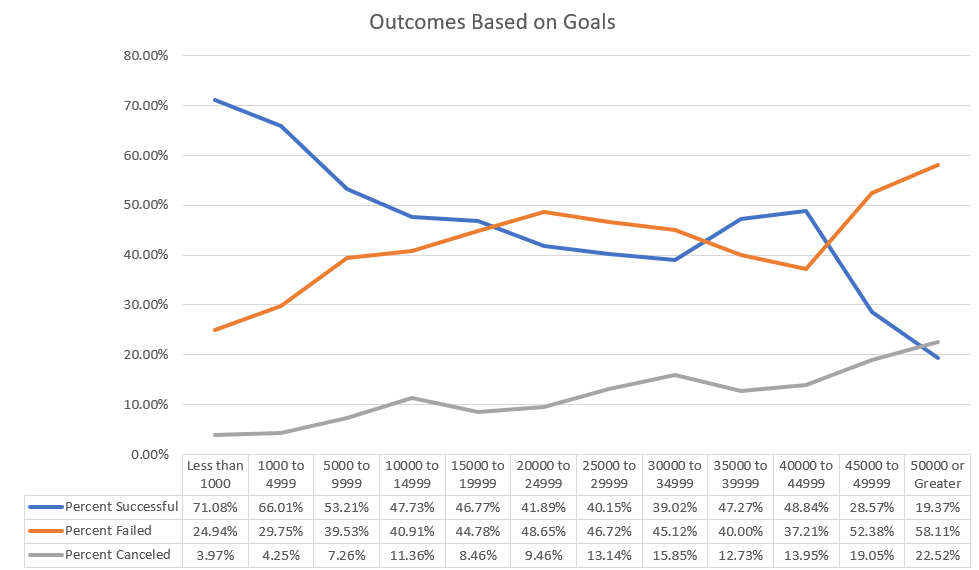 Outcomes Based on Goals
80.00%
70.00%
60.00%
50.00%
40.00%
30.00%
20.00%
10.00%
0.00%
Less than 1000 to 5000 to 10000 to 15000 to 20000 to 25000 to 30000 to 35000 to 40000 to 45000 to 50000 or
1000 4999 9999 14999 19999 24999 29999 34999 39999 44999 49999 Greater
Percent Successful 71.08% 66.01% 53.21% 47.73% 46.77% 41.89% 40.15% 39.02% 47.27% 48.84% 28.57% 19.37%
Percent Failed 24.94% 29.75% 39.53% 40.91% 44.78% 48.65% 46.72% 45.12% 40.00% 37.21% 52.38% 58.11%
Percent Canceled 3.97% 4.25% 7.26% 11.36% 8.46% 9.46% 13.14% 15.85% 12.73% 13.95% 19.05% 22.52%